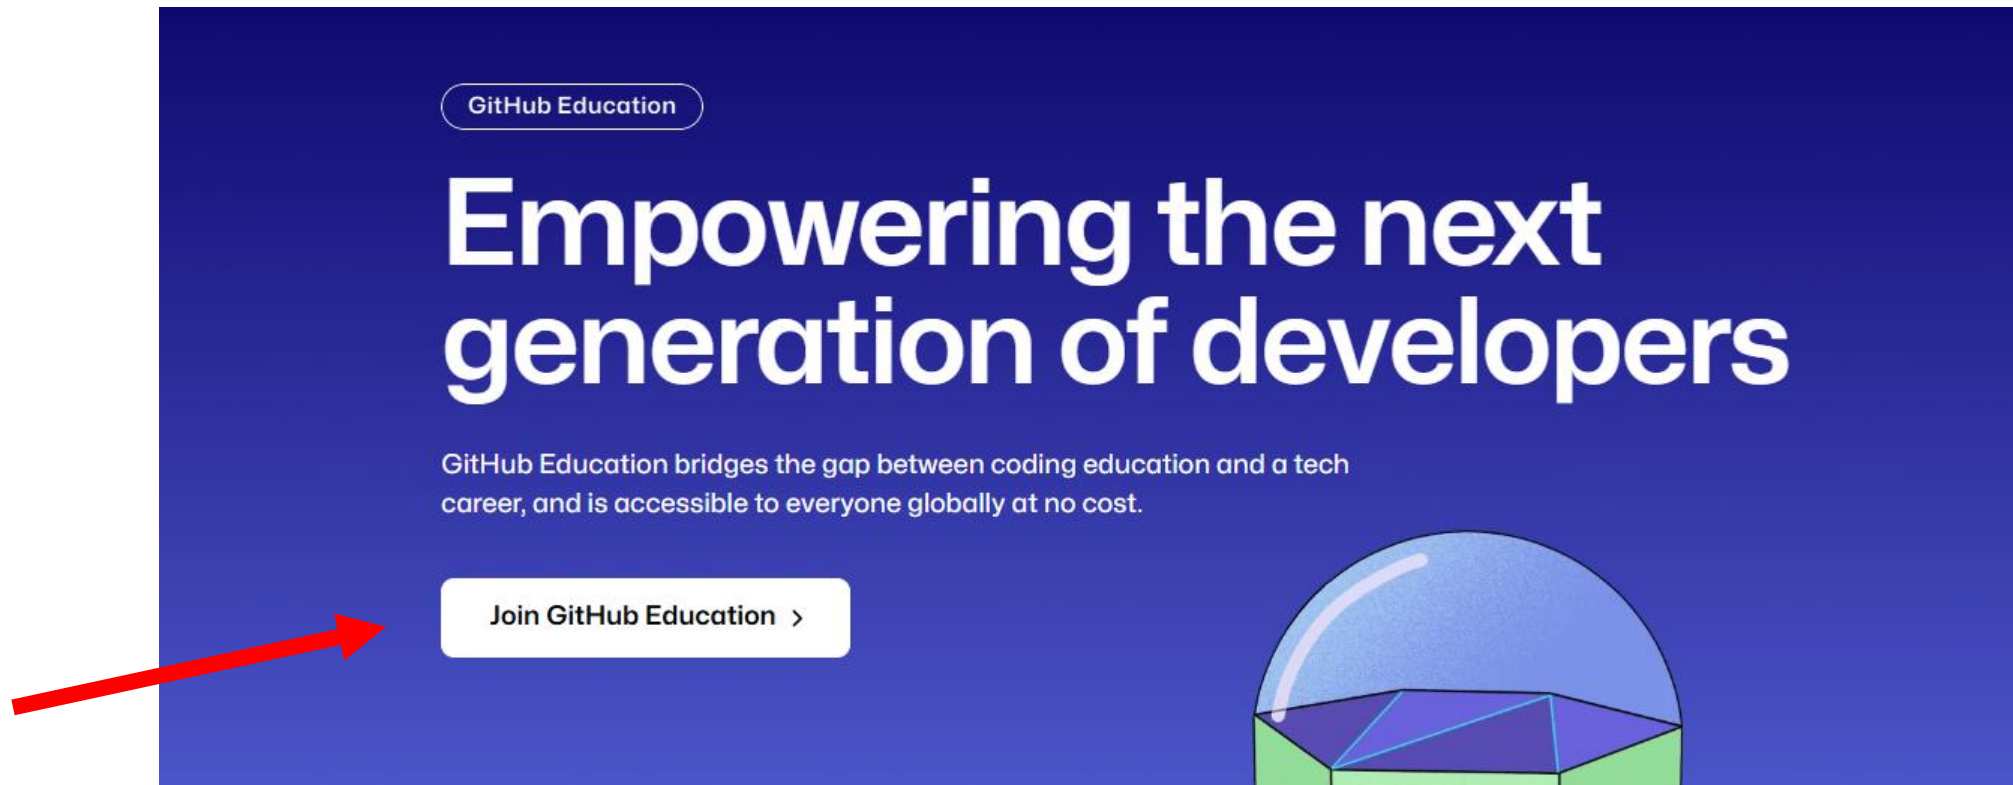 GitHub Education
Empowering the next
generation of developers
GitHub Education bridges the gap between coding education and a tech
career, and is accessible to everyone globally at no cost.
Join GitHub Education >